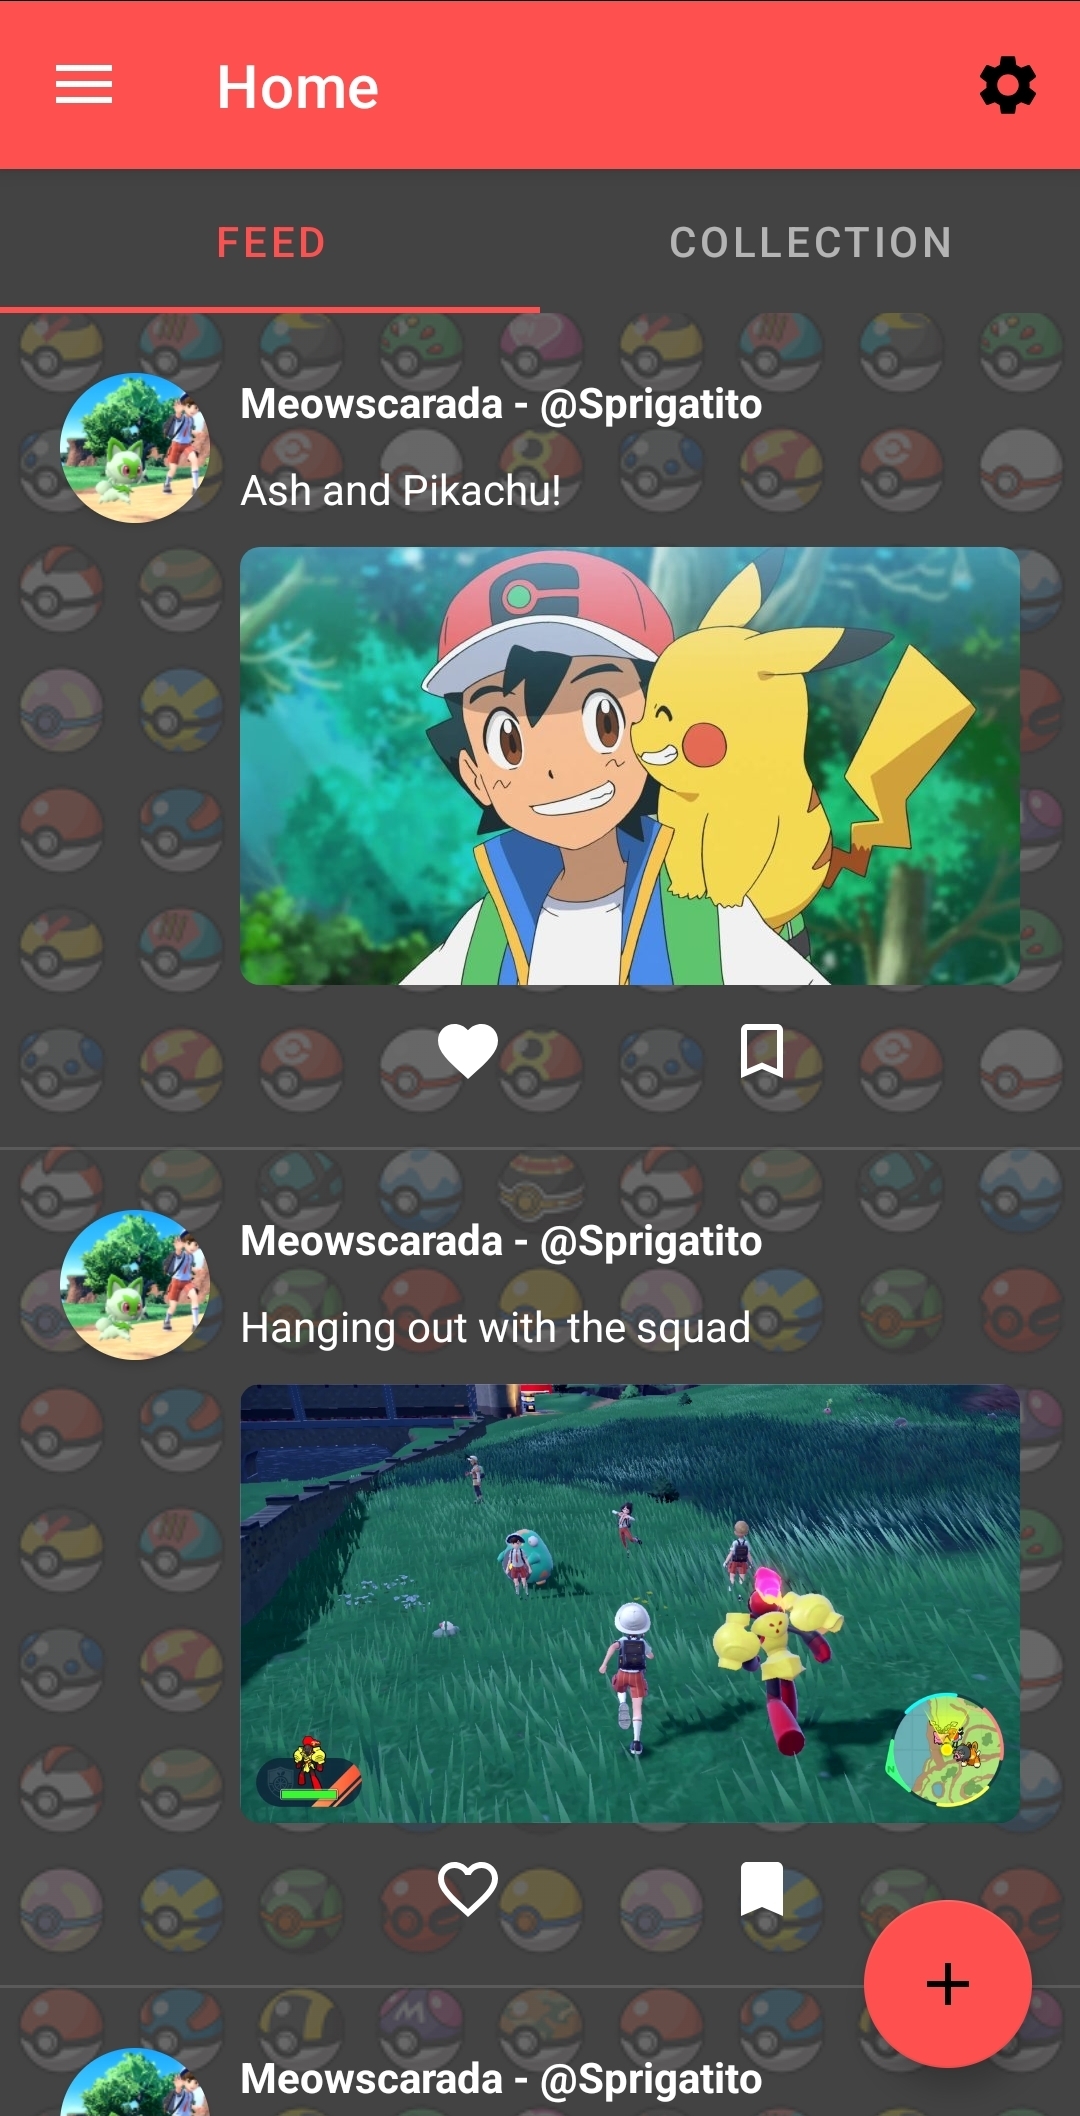 Home
FEED
COLLECTION
Meowscarada - @Sprigatito
Ash and Pikachu!
Meowscarada - @Sprigatito
Hanging out with the squad
N
Meowscarada - @Sprigatito